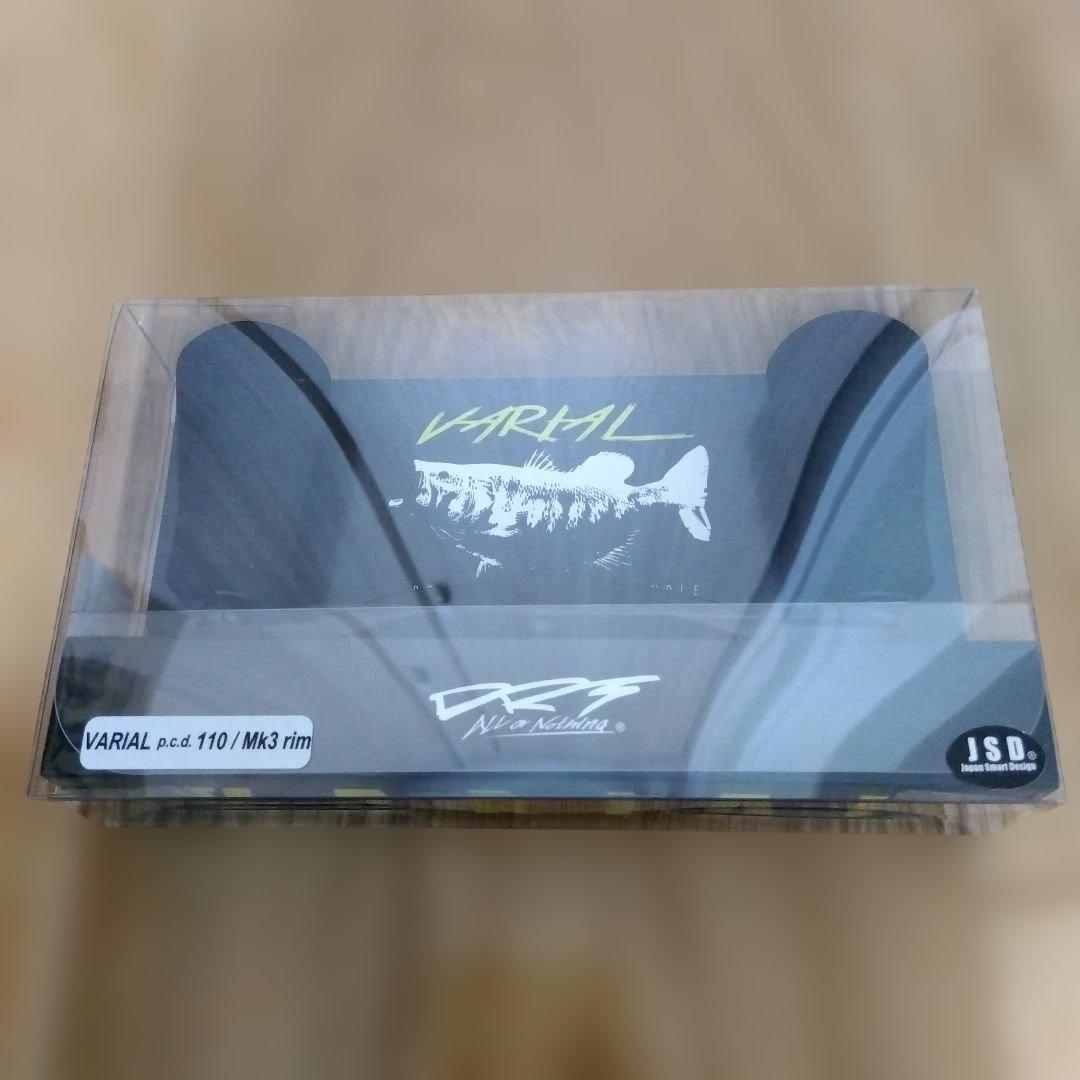 VARIAL
DRT
All or Nothing ®
VARIAL p.c.d. 110 / Mk3 rim
JSD®
Japan Smart Design